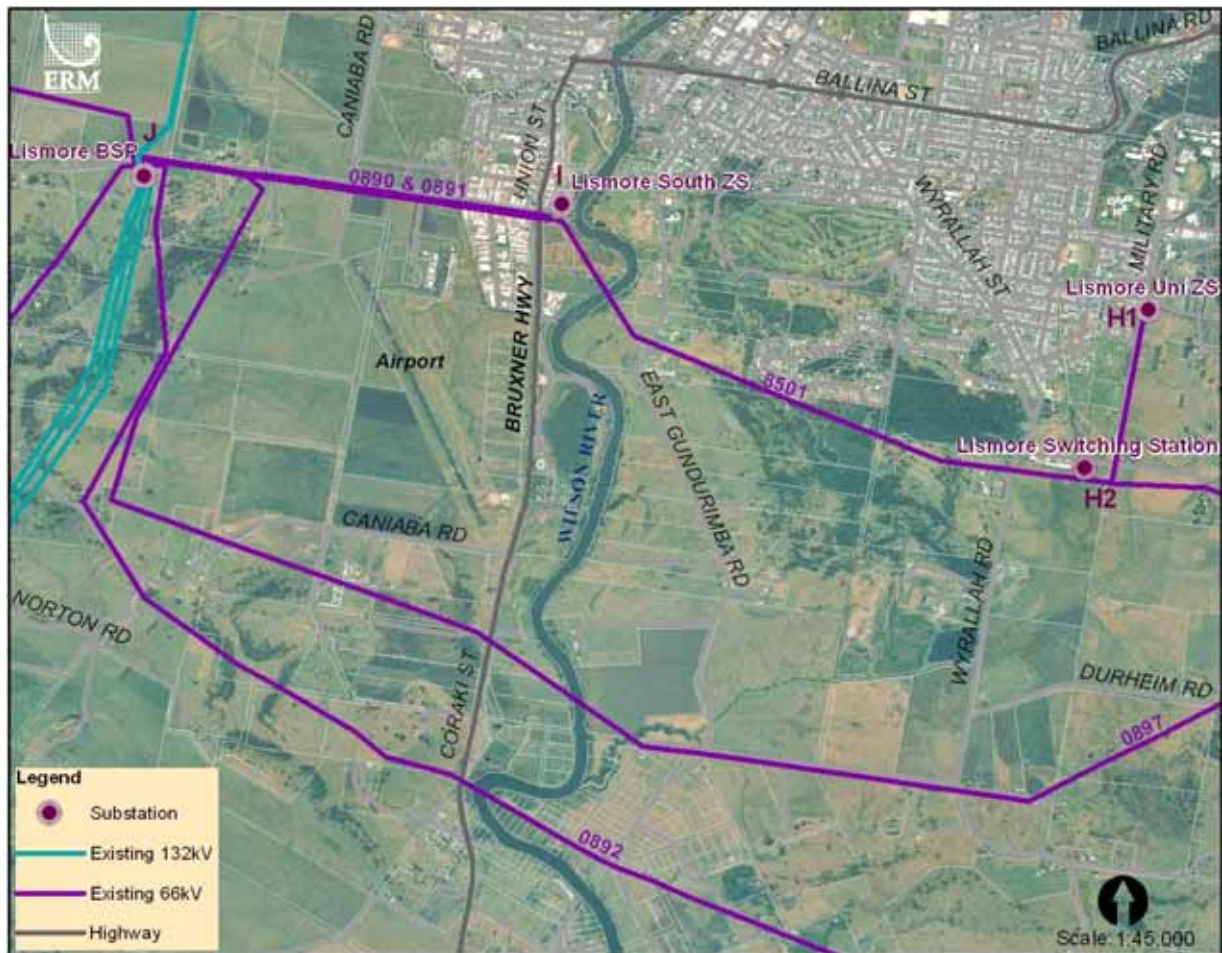 ERM
CANIABA RD
BALLINA RD
BALLINA ST
UNION ST
J
Lismore BSP
0890 & 0891
I
Lismore South ZS
WYRALLAH ST
MILITARY RD
Lismore Uni ZS
H1
Airport
BRUXNER HWY
WILSON RIVER
EAST GUNDURIMBA RD
8501
Lismore Switching Station
H2
CANIABA RD
NORTON RD
CORAKI ST
WYRALLAH RD
DURHEIM RD
0897
0892
Legend
Substation
Existing 132kV
Existing 66kV
Highway
Scale: 1:45,000